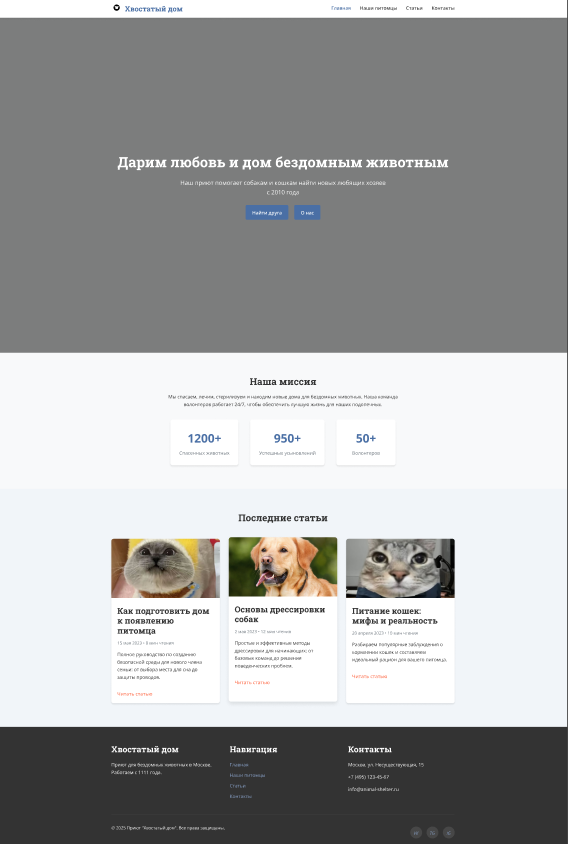 Хвостатый дом
Главная Наши питомцы Статьи Контакты
Дарим любовь и дом бездомным животным
Наш приют помогает собакам и кошкам найти новых любящих хозяев
с 2010 года
Найти друга О нас
Наша миссия
Мы спасаем, лечим, стерилизуем и находим новые дома для бездомных животных. Наша команда
волонтеров работает 24/7, чтобы обеспечить лучшую жизнь для наших подопечных.
1200+
Спасенных животных
950+
Успешных усыновлений
50+
Волонтеров
Последние статьи
Как подготовить дом
к появлению
питомца
15 мая 2023 • 8 мин чтения
Полное руководство по созданию
безопасной среды для нового члена
семьи: от выбора места для сна до
защиты проводов.
Читать статью
Основы дрессировки
собак
2 мая 2023 • 12 мин чтения
Простые и эффективные методы
дрессировки для начинающих: от
базовых команд до решения
поведенческих проблем.
Читать статью
Питание кошек:
мифы и реальность
20 апреля 2023 • 10 мин чтения
Разбираем популярные заблуждения о
кормлении кошек и составляем
идеальный рацион для вашего питомца.
Читать статью
Хвостатый дом
Приют для бездомных животных в Москве.
Работаем с 1111 года.
Навигация
Главная
Наши питомцы
Статьи
Контакты
Контакты
Москва, ул. Несуществующая, 15
+7 (495) 123-45-67
info@animal-shelter.ru
© 2025 Приют "Хвостатый дом". Все права защищены.